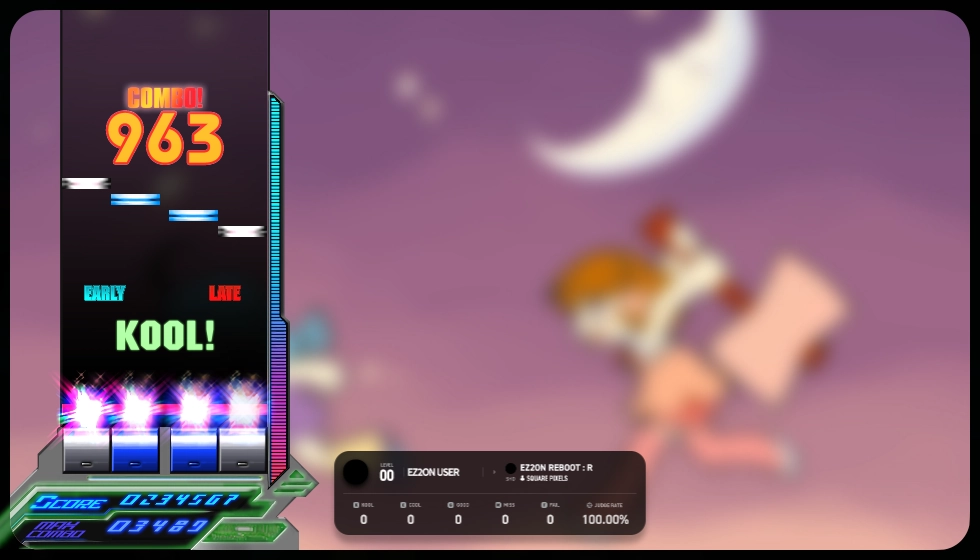 COMBO!
963
EARLY LATE
KOOL!
SCORE 0234567
MAX COMBO 03489
LEVEL
00 EZ2ON USER EZ2ON REBOOT : R
SQUARE PIXELS
KOOL COOL GOOD MISS FAIL JUDGE RATE
0 0 0 0 0 100.00%